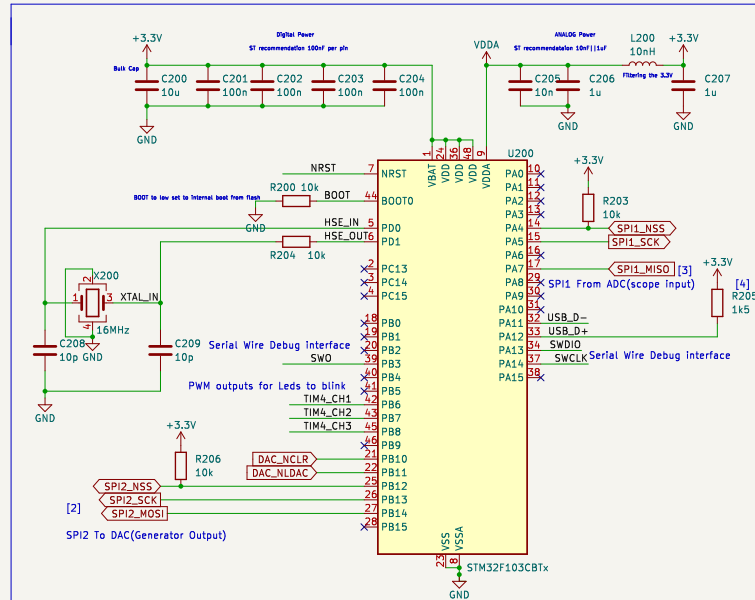 Digital Power
ST recommendation 100nF per pin
ANALOG Power
ST recommendataion 10nF||1uF
+3.3V
Bulk Cap
C200
10u
C201
100n
C202
100n
C203
100n
C204
100n
GND
VDDA
C205
10n
C206
1u
GND
L200
10nH
Filtering the 3.3V
+3.3V
C207
1u
GND
U200
1
24
36
48
9
VBAT
VDD
VDD
VDD
VDDA
NRST
7
NRST
BOOT to low set to internal boot from flash
R200 10k
BOOT
44
BOOT0
GND
HSE_IN
5
PD0
HSE_OUT
6
PD1
R204 10k
2
PC13
3
PC14
4
PC15
X200
2
1
3
4
XTAL_IN
16MHz
GND
C208
10p
C209
10p
GND
18
PB0
19
PB1
20
PB2
Serial Wire Debug interface
SWO
39
PB3
40
PB4
PWM outputs for Leds to blink
41
PB5
TIM4_CH1
42
PB6
TIM4_CH2
43
PB7
TIM4_CH3
45
PB8
46
PB9
DAC_NCLR
21
PB10
DAC_NLDAC
22
PB11
+3.3V
R206
10k
SPI2_NSS
25
PB12
SPI2_SCK
26
PB13
[2]
SPI2_MOSI
27
PB14
28
PB15
SPI2 To DAC(Generator Output)
PA0
10
PA1
11
PA2
12
PA3
13
PA4
14
PA5
15
PA6
16
PA7
17
PA8
29
PA9
30
PA10
31
PA11
32
PA12
33
PA13
34
PA14
37
PA15
38
+3.3V
R203
10k
SPI1_NSS
SPI1_SCK
SPI1_MISO
[3]
SPI1 From ADC(scope input)
+3.3V
[4]
R205
1k5
USB_D-
USB_D+
SWDIO
SWCLK
Serial Wire Debug interface
VSS
VSSA
23
8
STM32F103CBTx
GND